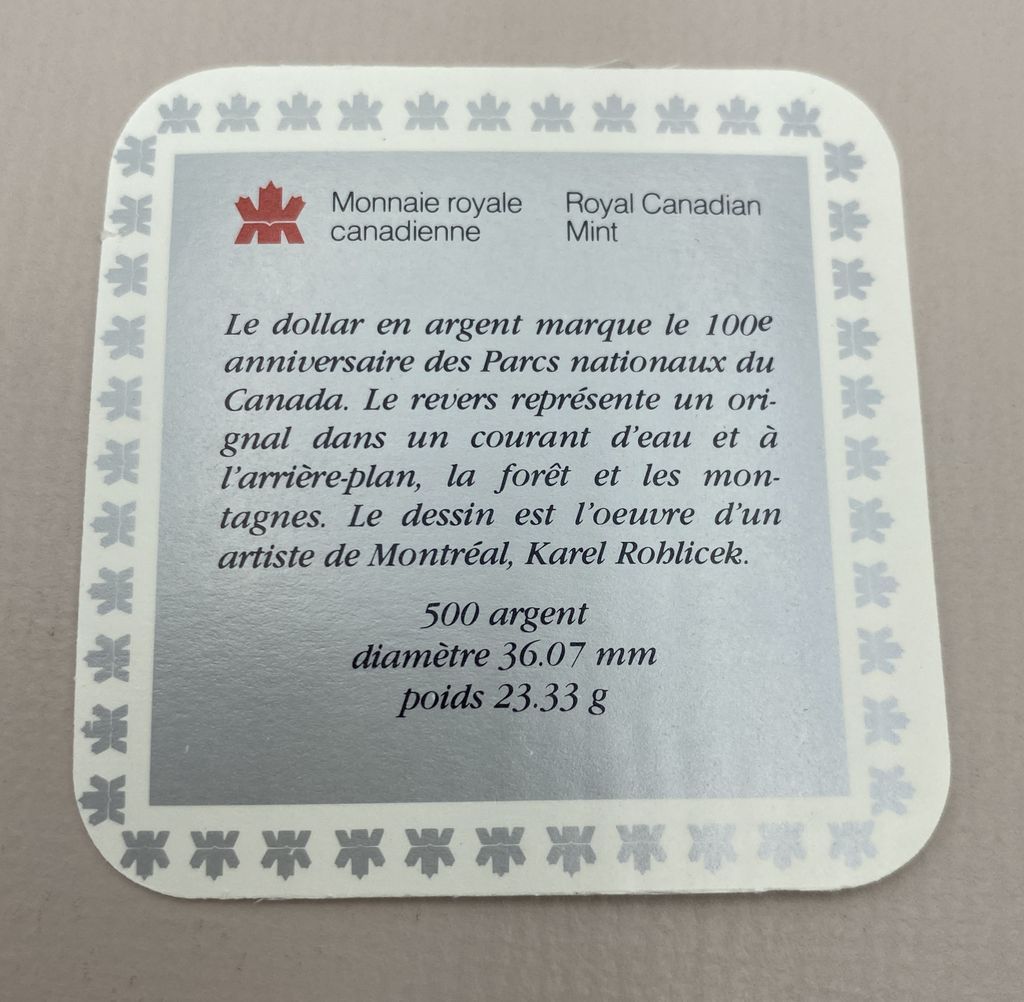 Monnaie royale canadienne
Royal Canadian Mint
Le dollar en argent marque le 100e
anniversaire des Parcs nationaux du
Canada. Le revers représente un ori-
gnal dans un courant d'eau et à
l'arrière-plan, la forêt et les mon-
tagnes. Le dessin est l'oeuvre d'un
artiste de Montréal, Karel Rohlicek.
500 argent
diamètre 36.07 mm
poids 23.33 g